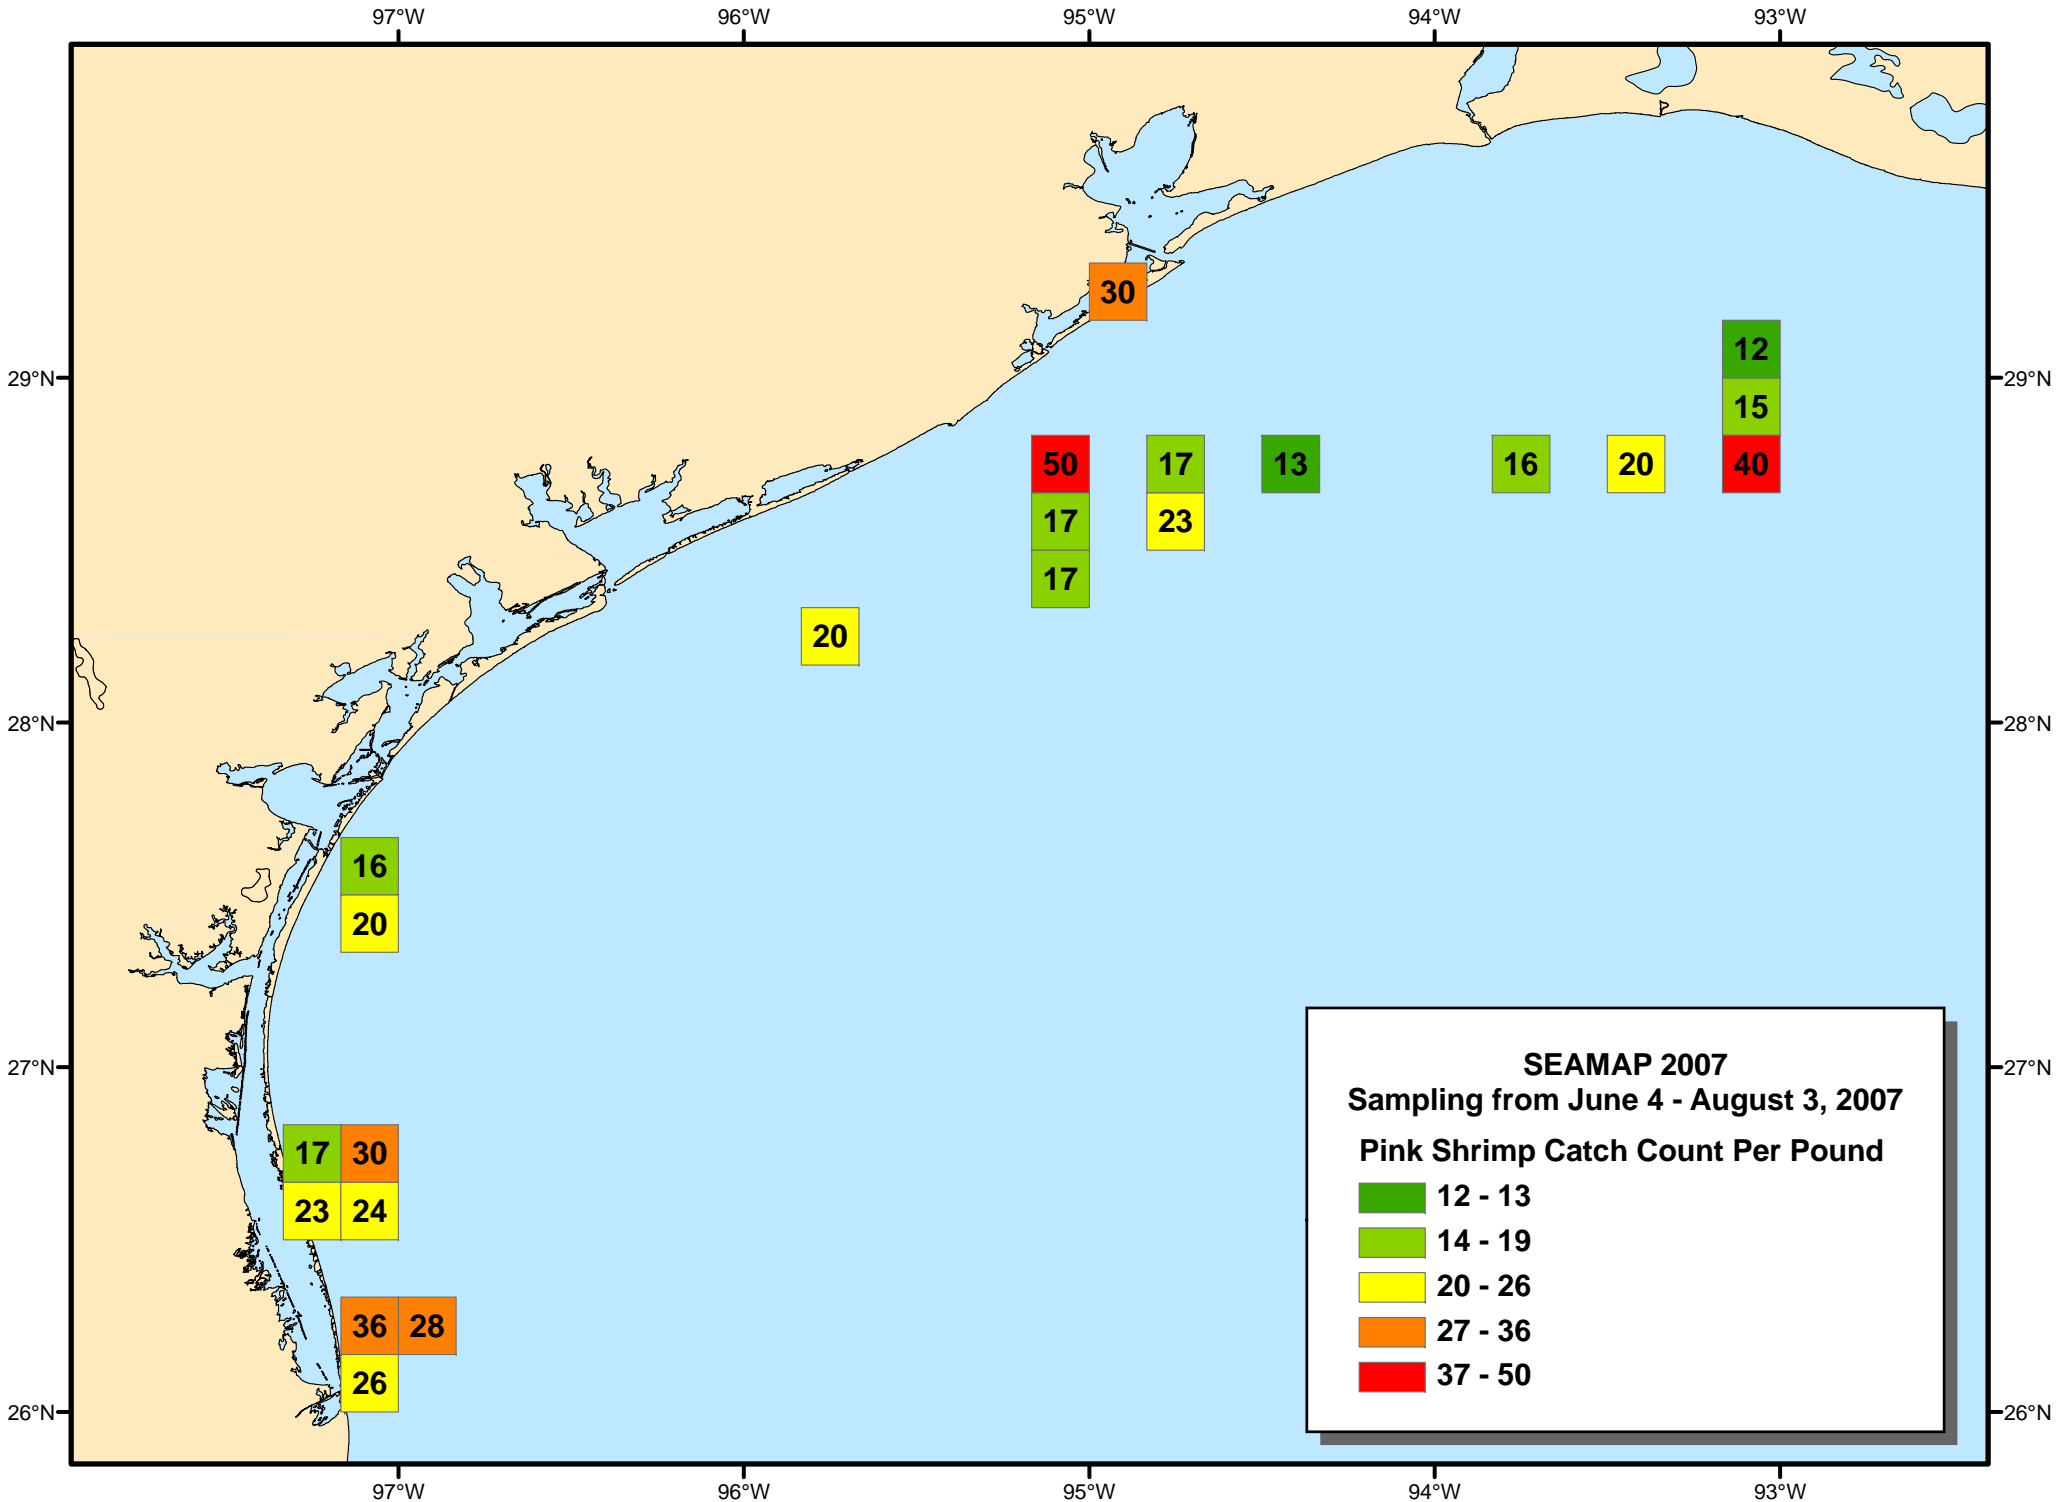 97°W 96°W 95°W 94°W 93°W
30
12
29°N 29°N
15
50 17 13 16 20 40
17 23
17
20
28°N 28°N
16
20
SEAMAP 2007
27°N 27°N
Sampling from June 4 - August 3, 2007
17 30 Pink Shrimp Catch Count Per Pound
12 - 13
23 24
14 - 19
20 - 26
36 28 27 - 36
37 - 50
26
26°N 26°N
97°W 96°W 95°W 94°W 93°W